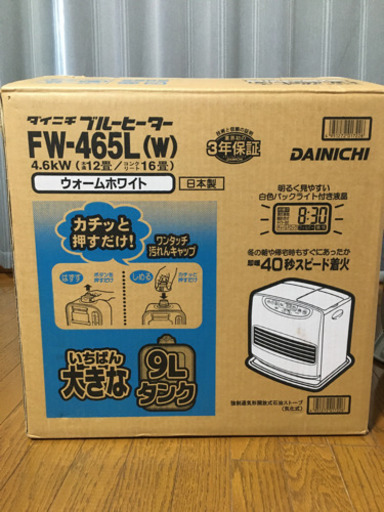 ダイニチ ブルーヒーター
FW-465L(W)
4.6kW(木造12畳/コンクリート16畳)
3年保証
DAINICHI
ウォームホワイト
日本製
明るく見やすい
白色バックライト付き液晶
8:30
カチッと
押すだけ!
ワンタッチ
汚れんキャップ
はずす
しめる
冬の朝や帰宅時もすぐにあったか
40秒スピード着火
いちばん
大きな
9L
タンク
強制通気形開放式石油ストーブ
(気化式)